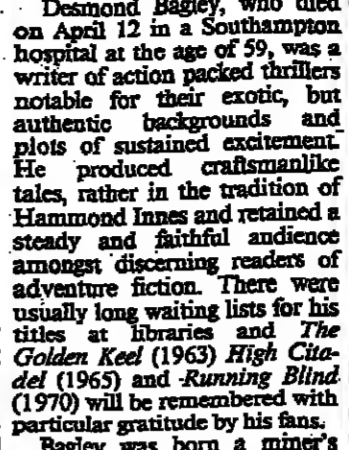 Desmond Bagley, who died
on April 12 in a Southampton
hospital at the age of 59, was a
writer of action packed thrillers
notable for their exotic, but
authentic backgrounds and
plots of sustained excitement.
He produced craftsmanlike
tales, rather in the tradition of
Hammond Innes and retained a
steady and faithful audience
amongst discerning readers of
adventure fiction. There were
usually long waiting lists for his
titles at libraries and The
Golden Keel (1963) High Cita-
del (1965) and Running Blind
(1970) will be remembered with
particular gratitude by his fans.
Bagley was born a miner's